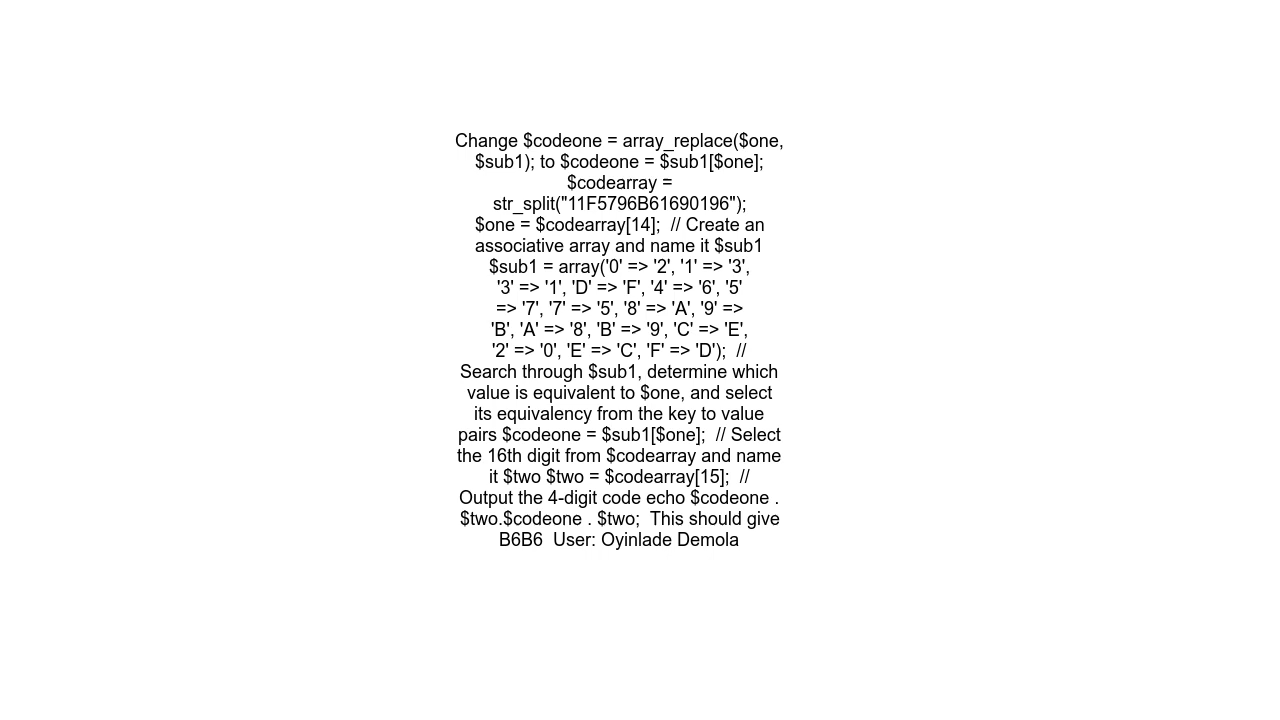 Change $codeone = array_replace($one,
$sub1); to $codeone = $sub1[$one];
$codearray =
str_split("11F5796B61690196");
$one = $codearray[14];  // Create an
associative array and name it $sub1
$sub1 = array('0' => '2', '1' => '3',
'3' => '1', 'D' => 'F', '4' => '6', '5'
=> '7', '7' => '5', '8' => 'A', '9' =>
'B', 'A' => '8', 'B' => '9', 'C' => 'E',
'2' => '0', 'E' => 'C', 'F' => 'D');  //
Search through $sub1, determine which
value is equivalent to $one, and select
its equivalency from the key to value
pairs $codeone = $sub1[$one];  // Select
the 16th digit from $codearray and name
it $two $two = $codearray[15];  //
Output the 4-digit code echo $codeone .
$two.$codeone . $two;  This should give
B6B6  User: Oyinlade Demola